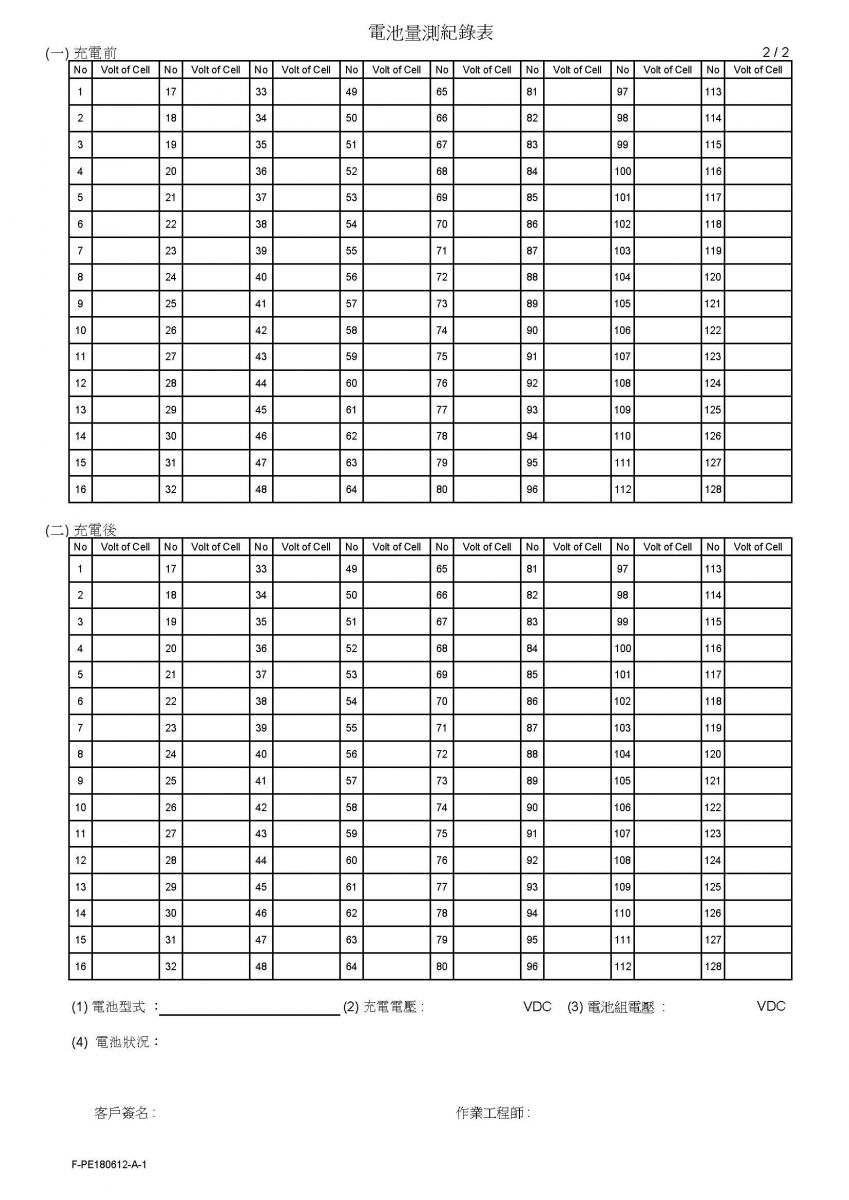 電池量測紀錄表
(一) 充電前 2 / 2
No Volt of Cell No Volt of Cell No Volt of Cell No Volt of Cell No Volt of Cell No Volt of Cell No Volt of Cell No Volt of Cell
1 17 33 49 65 81 97 113
2 18 34 50 66 82 98 114
3 19 35 51 67 83 99 115
4 20 36 52 68 84 100 116
5 21 37 53 69 85 101 117
6 22 38 54 70 86 102 118
7 23 39 55 71 87 103 119
8 24 40 56 72 88 104 120
9 25 41 57 73 89 105 121
10 26 42 58 74 90 106 122
11 27 43 59 75 91 107 123
12 28 44 60 76 92 108 124
13 29 45 61 77 93 109 125
14 30 46 62 78 94 110 126
15 31 47 63 79 95 111 127
16 32 48 64 80 96 112 128
(二) 充電後
No Volt of Cell No Volt of Cell No Volt of Cell No Volt of Cell No Volt of Cell No Volt of Cell No Volt of Cell No Volt of Cell
1 17 33 49 65 81 97 113
2 18 34 50 66 82 98 114
3 19 35 51 67 83 99 115
4 20 36 52 68 84 100 116
5 21 37 53 69 85 101 117
6 22 38 54 70 86 102 118
7 23 39 55 71 87 103 119
8 24 40 56 72 88 104 120
9 25 41 57 73 89 105 121
10 26 42 58 74 90 106 122
11 27 43 59 75 91 107 123
12 28 44 60 76 92 108 124
13 29 45 61 77 93 109 125
14 30 46 62 78 94 110 126
15 31 47 63 79 95 111 127
16 32 48 64 80 96 112 128
(1) 電池型式 : (2) 充電電壓 : VDC (3) 電池組電壓 : VDC
(4) 電池狀況 :
客戶簽名 : 作業工程師 :
F-PE180612-A-1